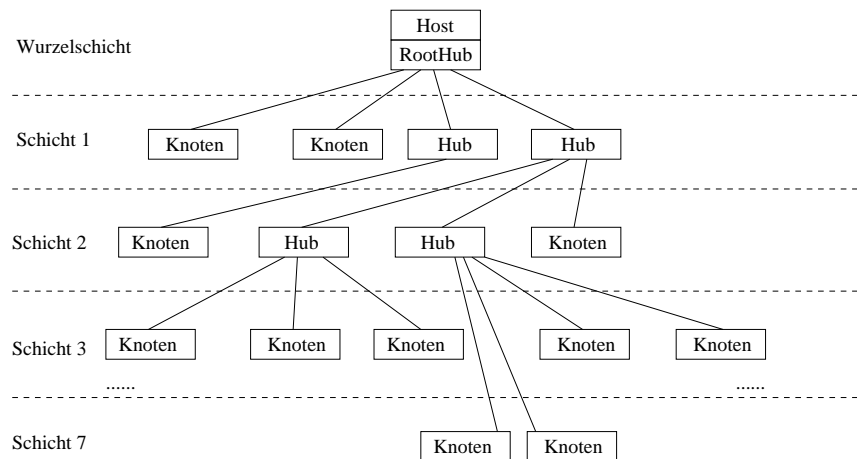 Host
Wurzelschicht
RootHub
Schicht 1
Knoten
Knoten
Hub
Hub
Schicht 2
Knoten
Hub
Hub
Knoten
Schicht 3
Knoten
Knoten
Knoten
Knoten
Knoten
......
......
Schicht 7
Knoten
Knoten